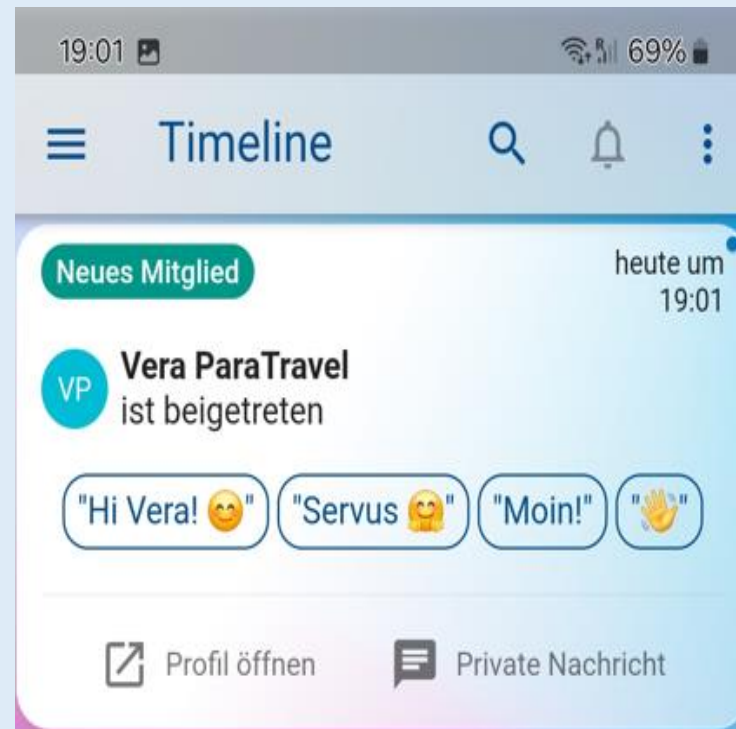 19:01 69%
Timeline
Neues Mitglied
heute um
19:01
VP
Vera ParaTravel
ist beigetreten
"Hi Vera! 😊" "Servus 🤗" "Moin!" "👋"
Profil öffnen Private Nachricht